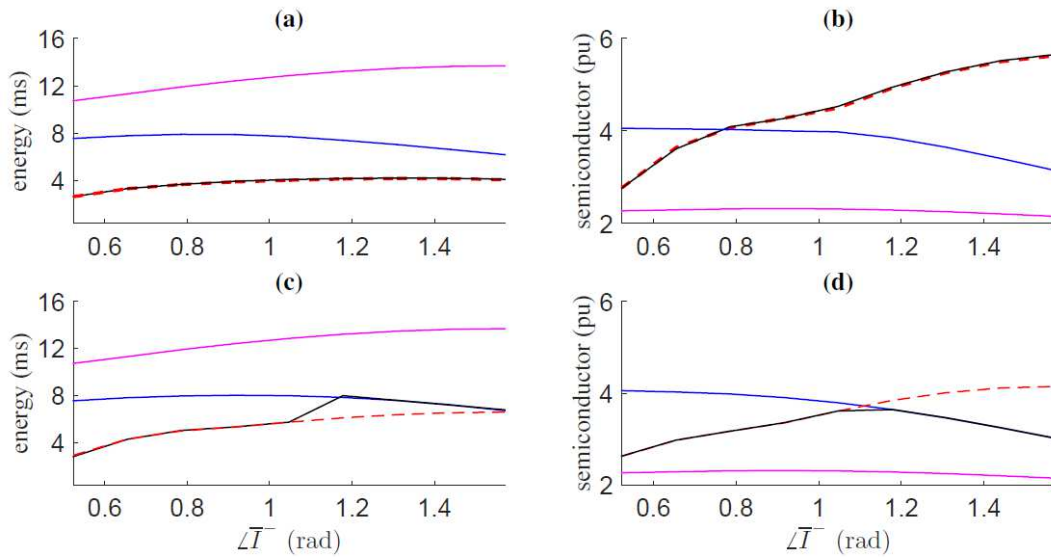 (a)
energy (ms)
16
12
8
4
0.6 0.8 1 1.2 1.4
(b)
semiconductor (pu)
6
4
2
0.6 0.8 1 1.2 1.4
(c)
energy (ms)
16
12
8
4
0.6 0.8 1 1.2 1.4
∠I̅⁻ (rad)
(d)
semiconductor (pu)
6
4
2
0.6 0.8 1 1.2 1.4
∠I̅⁻ (rad)